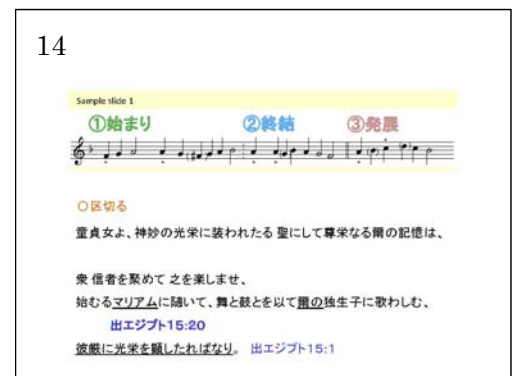 14
Sample slide 1
①始まり ②終結 ③発展
〇区切る
童貞女よ、神妙の光栄に装われたる 聖にして尊栄なる爾の記憶は、
衆 信者を聚めて 之を楽しませ、
始むるマリアムに随いて、舞と鼓とを以て爾の独生子に歌わしむ、
出エジプト15:20
彼厳に光栄を顕したればなり。 出エジプト15:1